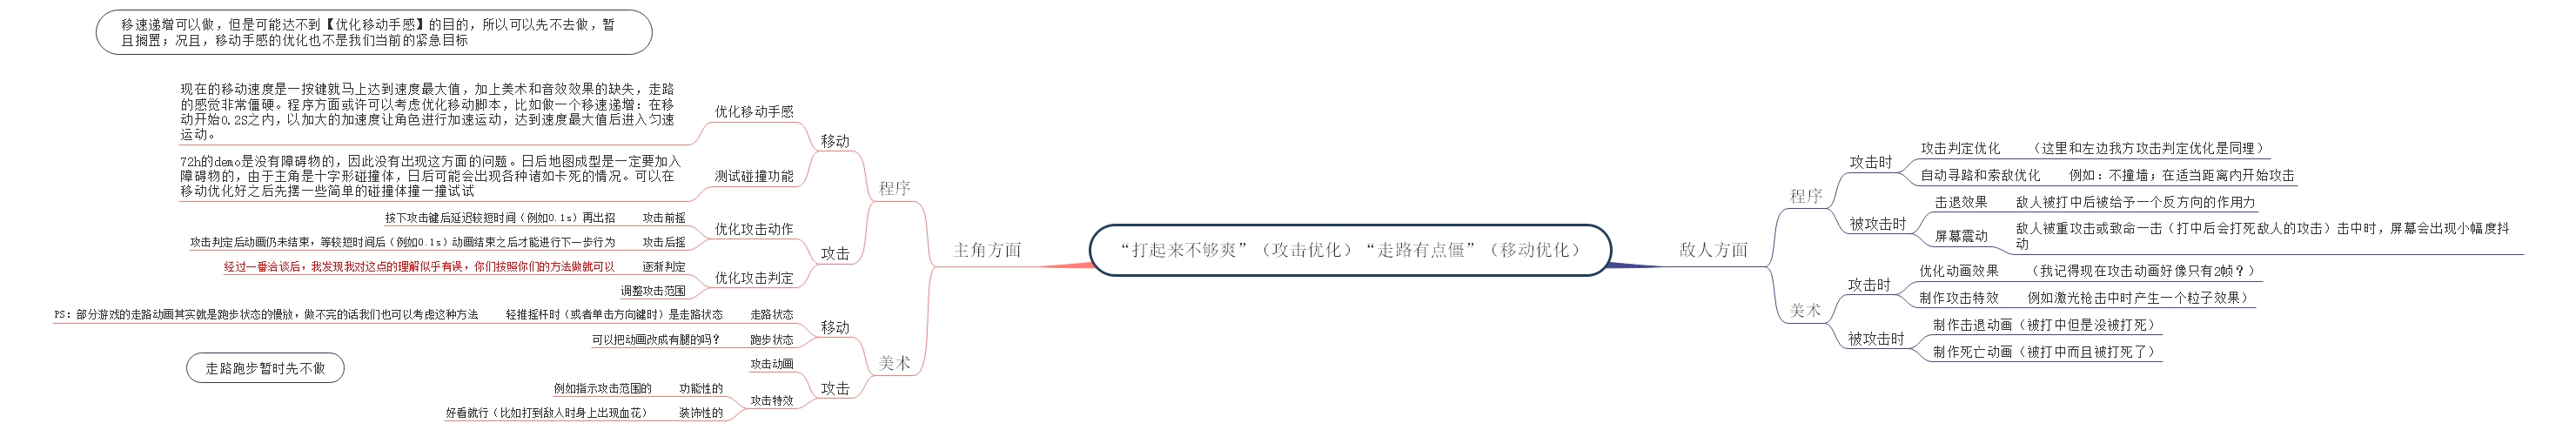 移速递增可以做，但是可能达不到【优化移动手感】的目的，所以可以先不去做，暂
且搁置；况且，移动手感的优化也不是我们当前的紧急目标
现在的移动速度是一按键就马上达到速度最大值，加上美术和音效效果的缺失，走路
的感觉非常僵硬。程序方面或许可以考虑优化移动脚本，比如做一个移速递增：在移
动开始0.2S之内，以加大的加速度让角色进行加速运动，达到速度最大值后进入匀速
运动。
优化移动手感
移动
72h的demo是没有障碍物的，因此没有出现这方面的问题。日后地图成型是一定要加入
障碍物的，由于主角是十字形碰撞体，日后可能会出现各种诸如卡死的情况。可以在
移动优化好之后先摆一些简单的碰撞体撞一撞试试
测试碰撞功能
程序
按下攻击键后延迟较短时间（例如0.1s）再出招
攻击前摇
优化攻击动作
攻击判定后动画仍未结束，等较短时间后（例如0.1s）动画结束之后才能进行下一步行为
攻击后摇
攻击
经过一番洽谈后，我发现我对这点的理解似乎有误，你们按照你们的方法做就可以
逐渐判定
优化攻击判定
调整攻击范围
主角方面
PS：部分游戏的走路动画其实就是跑步状态的慢放，做不完的话我们也可以考虑这种方法
轻推摇杆时（或者单击方向键时）是走路状态
走路状态
移动
可以把动画改成有腿的吗？
跑步状态
美术
走路跑步暂时先不做
攻击动画
攻击
例如指示攻击范围的
功能性的
攻击特效
好看就行（比如打到敌人时身上出现血花）
装饰性的
“打起来不够爽”（攻击优化）“走路有点僵”（移动优化）
敌人方面
程序
攻击时
攻击判定优化
（这里和左边我方攻击判定优化是同理）
自动寻路和索敌优化
例如：不撞墙；在适当距离内开始攻击
被攻击时
击退效果
敌人被打中后被给予一个反方向的作用力
屏幕震动
敌人被重攻击或致命一击（打中后会打死敌人的攻击）击中时，屏幕会出现小幅度抖
动
美术
攻击时
优化动画效果
（我记得现在攻击动画好像只有2帧？）
制作攻击特效
例如激光枪击中时产生一个粒子效果）
被攻击时
制作击退动画（被打中但是没被打死）
制作死亡动画（被打中而且被打死了）